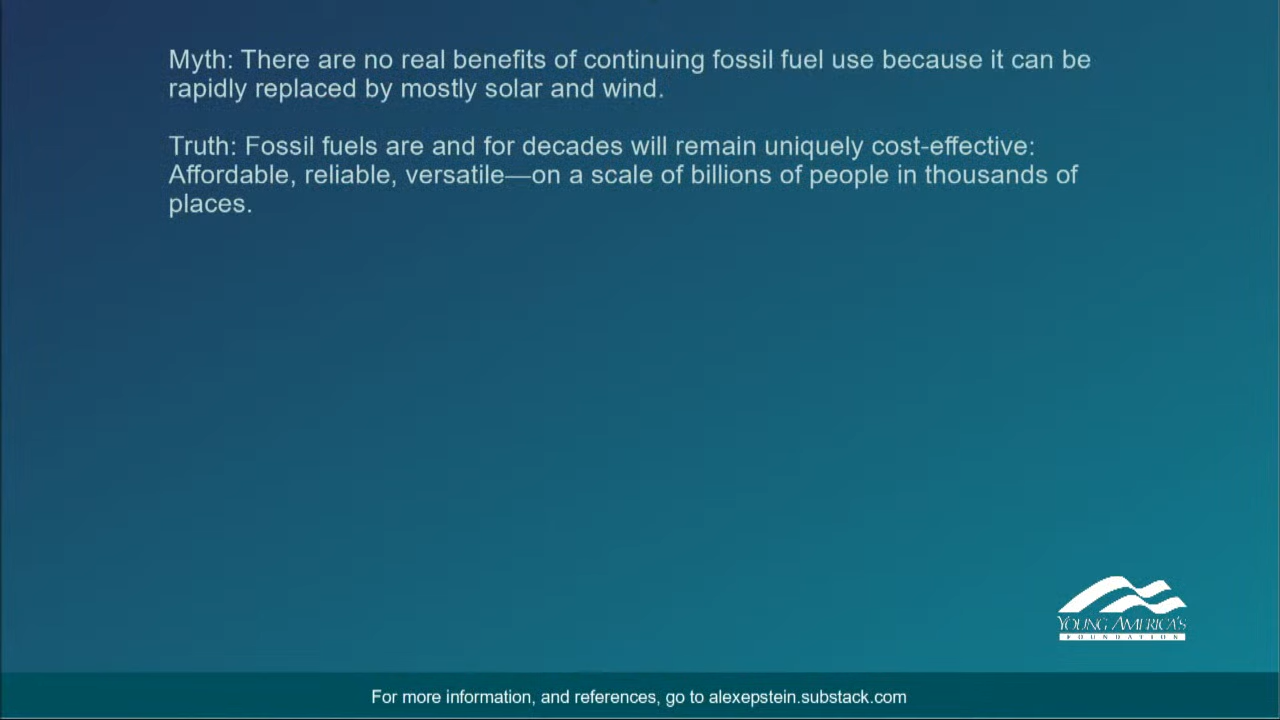 Myth: There are no real benefits of continuing fossil fuel use because it can be
rapidly replaced by mostly solar and wind.
Truth: Fossil fuels are and for decades will remain uniquely cost-effective:
Affordable, reliable, versatile—on a scale of billions of people in thousands of
places.
YOUNG AMERICA'S
FOUNDATION
For more information, and references, go to alexepstein.substack.com